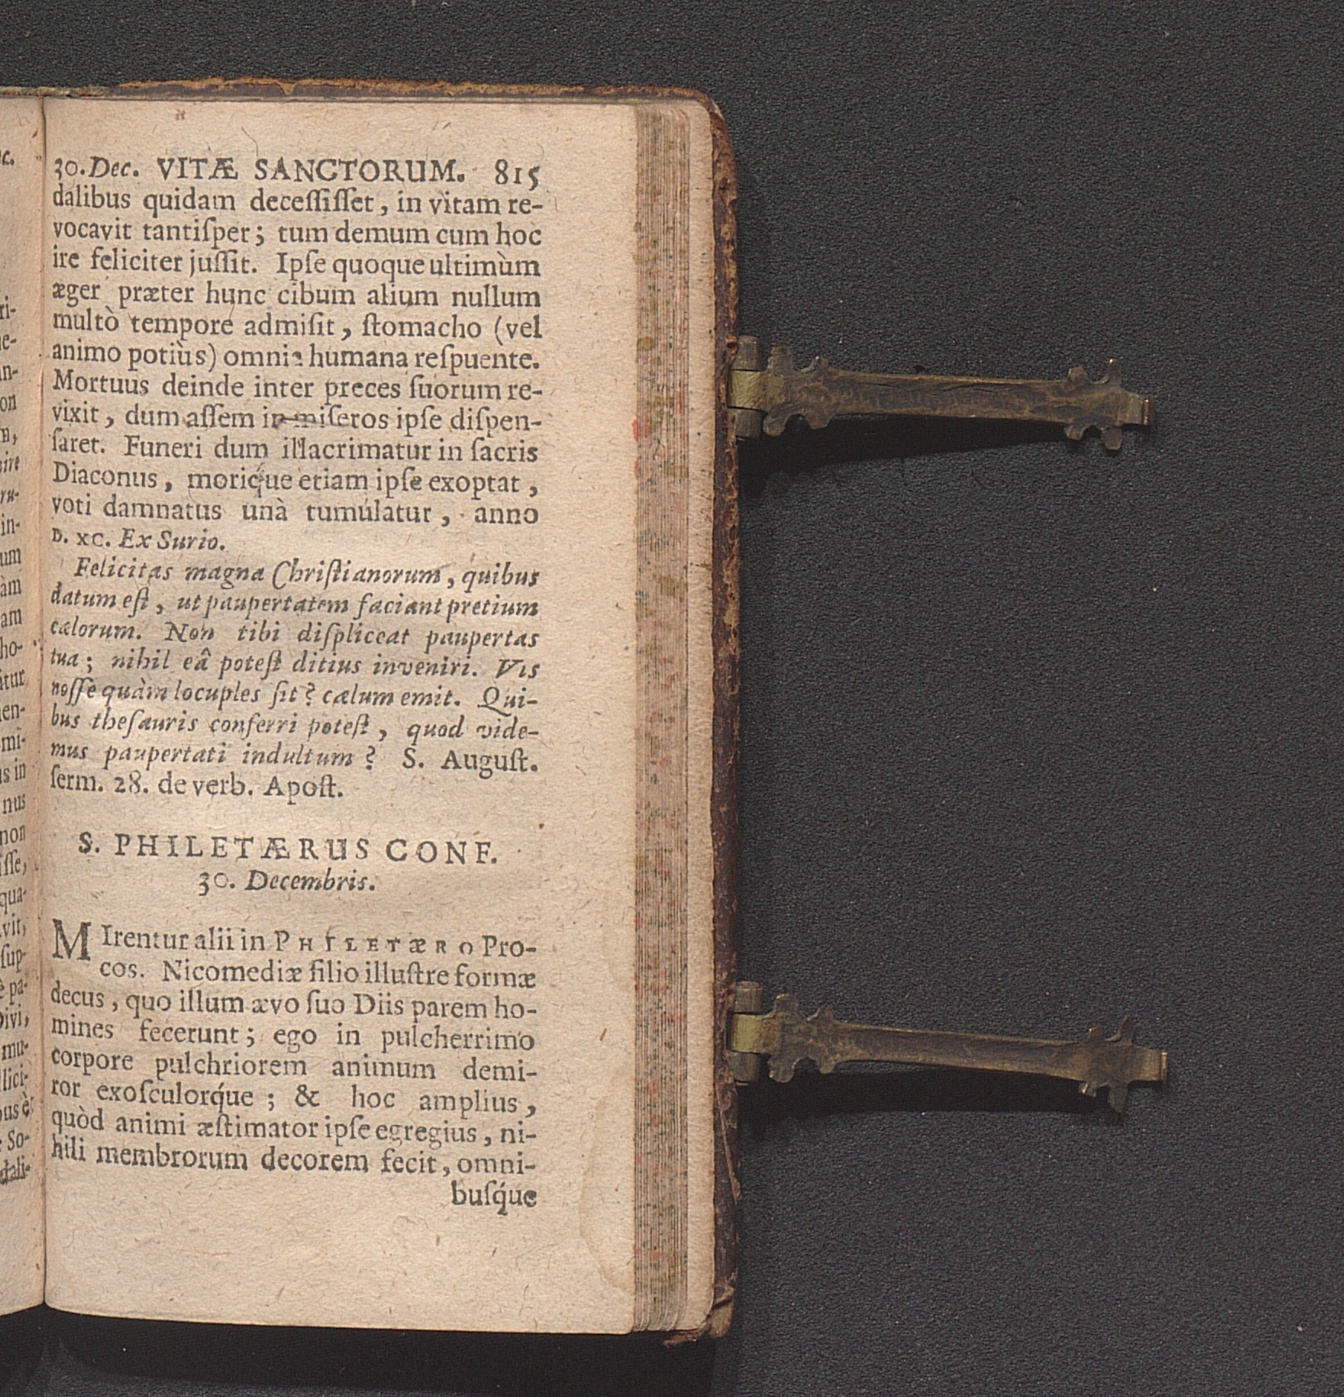 30. Dec. VITÆ SANCTORUM. 815
dalibus quidam deceſſiſſet, in vitam re-
vocavit tantiſper; tum demum cum hoc
ire feliciter juſſit. Ipſe quoque ultimùm
æger præter hunc cibum alium nullum
multò tempore admiſit, ſtomacho (vel
animo potiùs) omnia humana reſpuente.
Mortuus deinde inter preces ſuorum re-
vixit, dum aſſem in miſeros ipſe diſpen-
ſaret. Funeri dum illacrimatur in ſacris
Diaconus, moriq́ue etiam ipſe exoptat,
voti damnatus unà tumulatur, anno
D. XC. Ex Surio.
Felicitas magna Chriſtianorum, quibus
datum eſt, ut paupertatem faciant pretium
cælorum. Non tibi diſpliceat paupertas
tua; nihil eâ poteſt ditius inveniri. Vis
noſſe quàm locuples ſit? cælum emit. Qui-
bus theſauris conferri poteſt, quod vide-
mus paupertati indultum? S. Auguſt.
ſerm. 28. de verb. Apoſt.
S. PHILETÆRUS CONF.
30. Decembris.
MIrentur alii in PHILETÆRO Pro-
cos. Nicomediæ filio illuſtre formæ
decus, quo illum ævo ſuo Diis parem ho-
mines fecerunt; ego in pulcherrimo
corpore pulchriorem animum demi-
ror exoſculorq́ue; & hoc amplius,
quòd animi æſtimator ipſe egregius, ni-
hili membrorum decorem fecit, omni-
buſq́ue